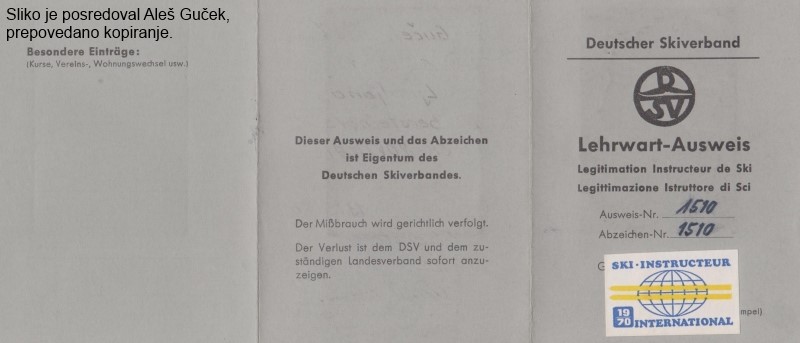 Sliko je posredoval Aleš Guček,
prepovedano kopiranje.
Besondere Einträge:
(Kurse, Vereins-, Wohnungswechsel usw.)
Dieser Ausweis und das Abzeichen
ist Eigentum des
Deutschen Skiverbandes.
Der Mißbrauch wird gerichtlich verfolgt.
Der Verlust ist dem DSV und dem zu-
ständigen Landesverband sofort anzu-
zeigen.
Deutscher Skiverband
DSV
Lehrwart-Ausweis
Legitimation Instructeur de Ski
Legittimazione Istruttore di Sci
Ausweis-Nr. 1510
Abzeichen-Nr. 1510
G
SKI-INSTRUCTEUR
1970
INTERNATIONAL
mpel)